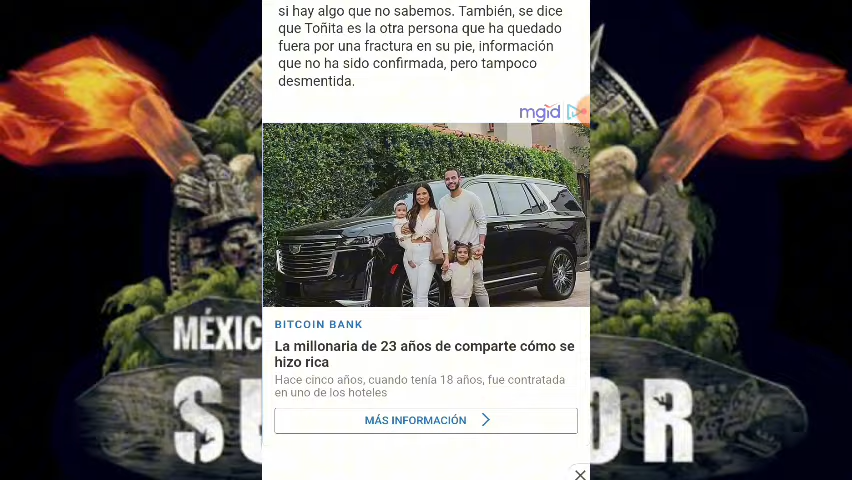 si hay algo que no sabemos. También, se dice
que Toñita es la otra persona que ha quedado
fuera por una fractura en su pie, información
que no ha sido confirmada, pero tampoco
desmentida.
mgid
BITCOIN BANK
La millonaria de 23 años de comparte cómo se
hizo rica
Hace cinco años, cuando tenía 18 años, fue contratada
en uno de los hoteles
MÁS INFORMACIÓN
MÉXIC
SU
OR